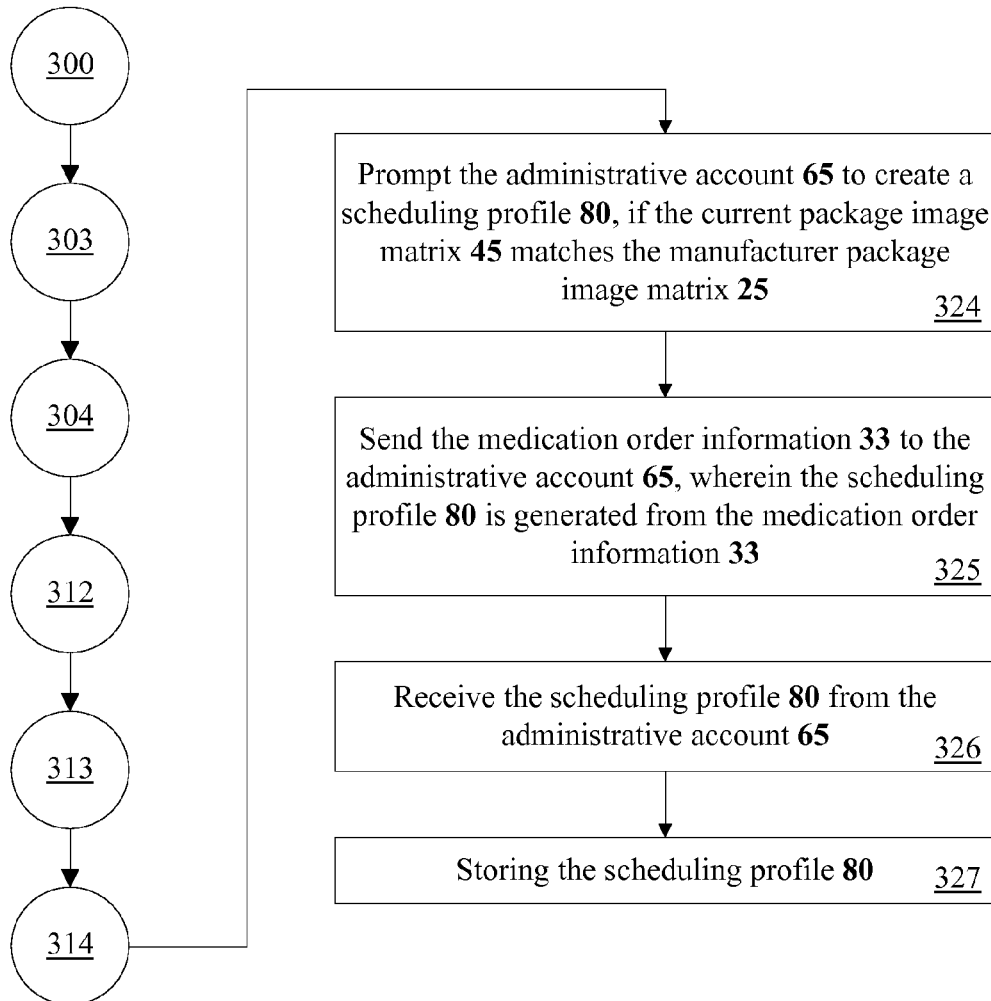 300
303
304
312
313
314
Prompt the administrative account 65 to create a
scheduling profile 80, if the current package image
matrix 45 matches the manufacturer package
image matrix 25
324
Send the medication order information 33 to the
administrative account 65, wherein the scheduling
profile 80 is generated from the medication order
information 33
325
Receive the scheduling profile 80 from the
administrative account 65
326
Storing the scheduling profile 80
327